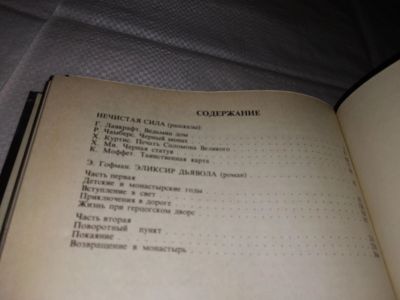 СОДЕРЖАНИЕ
НЕЧИСТАЯ СИЛА (рассказы)
Г. Лавкрафт. Ведьмин дом
Р. Чамберс. Черный монах
Х. Куртис. Печать Соломона Великого
Х. Ми. Черная статуя
К. Моффет. Таинственная карта
Э. Гофман. ЭЛИКСИР ДЬЯВОЛА (роман)
Часть первая
Детские и монастырские годы
Вступление в свет
Приключения в дороге
Жизнь при герцогском дворе
Часть вторая
Поворотный пункт
Покаяние
Возвращение в монастырь